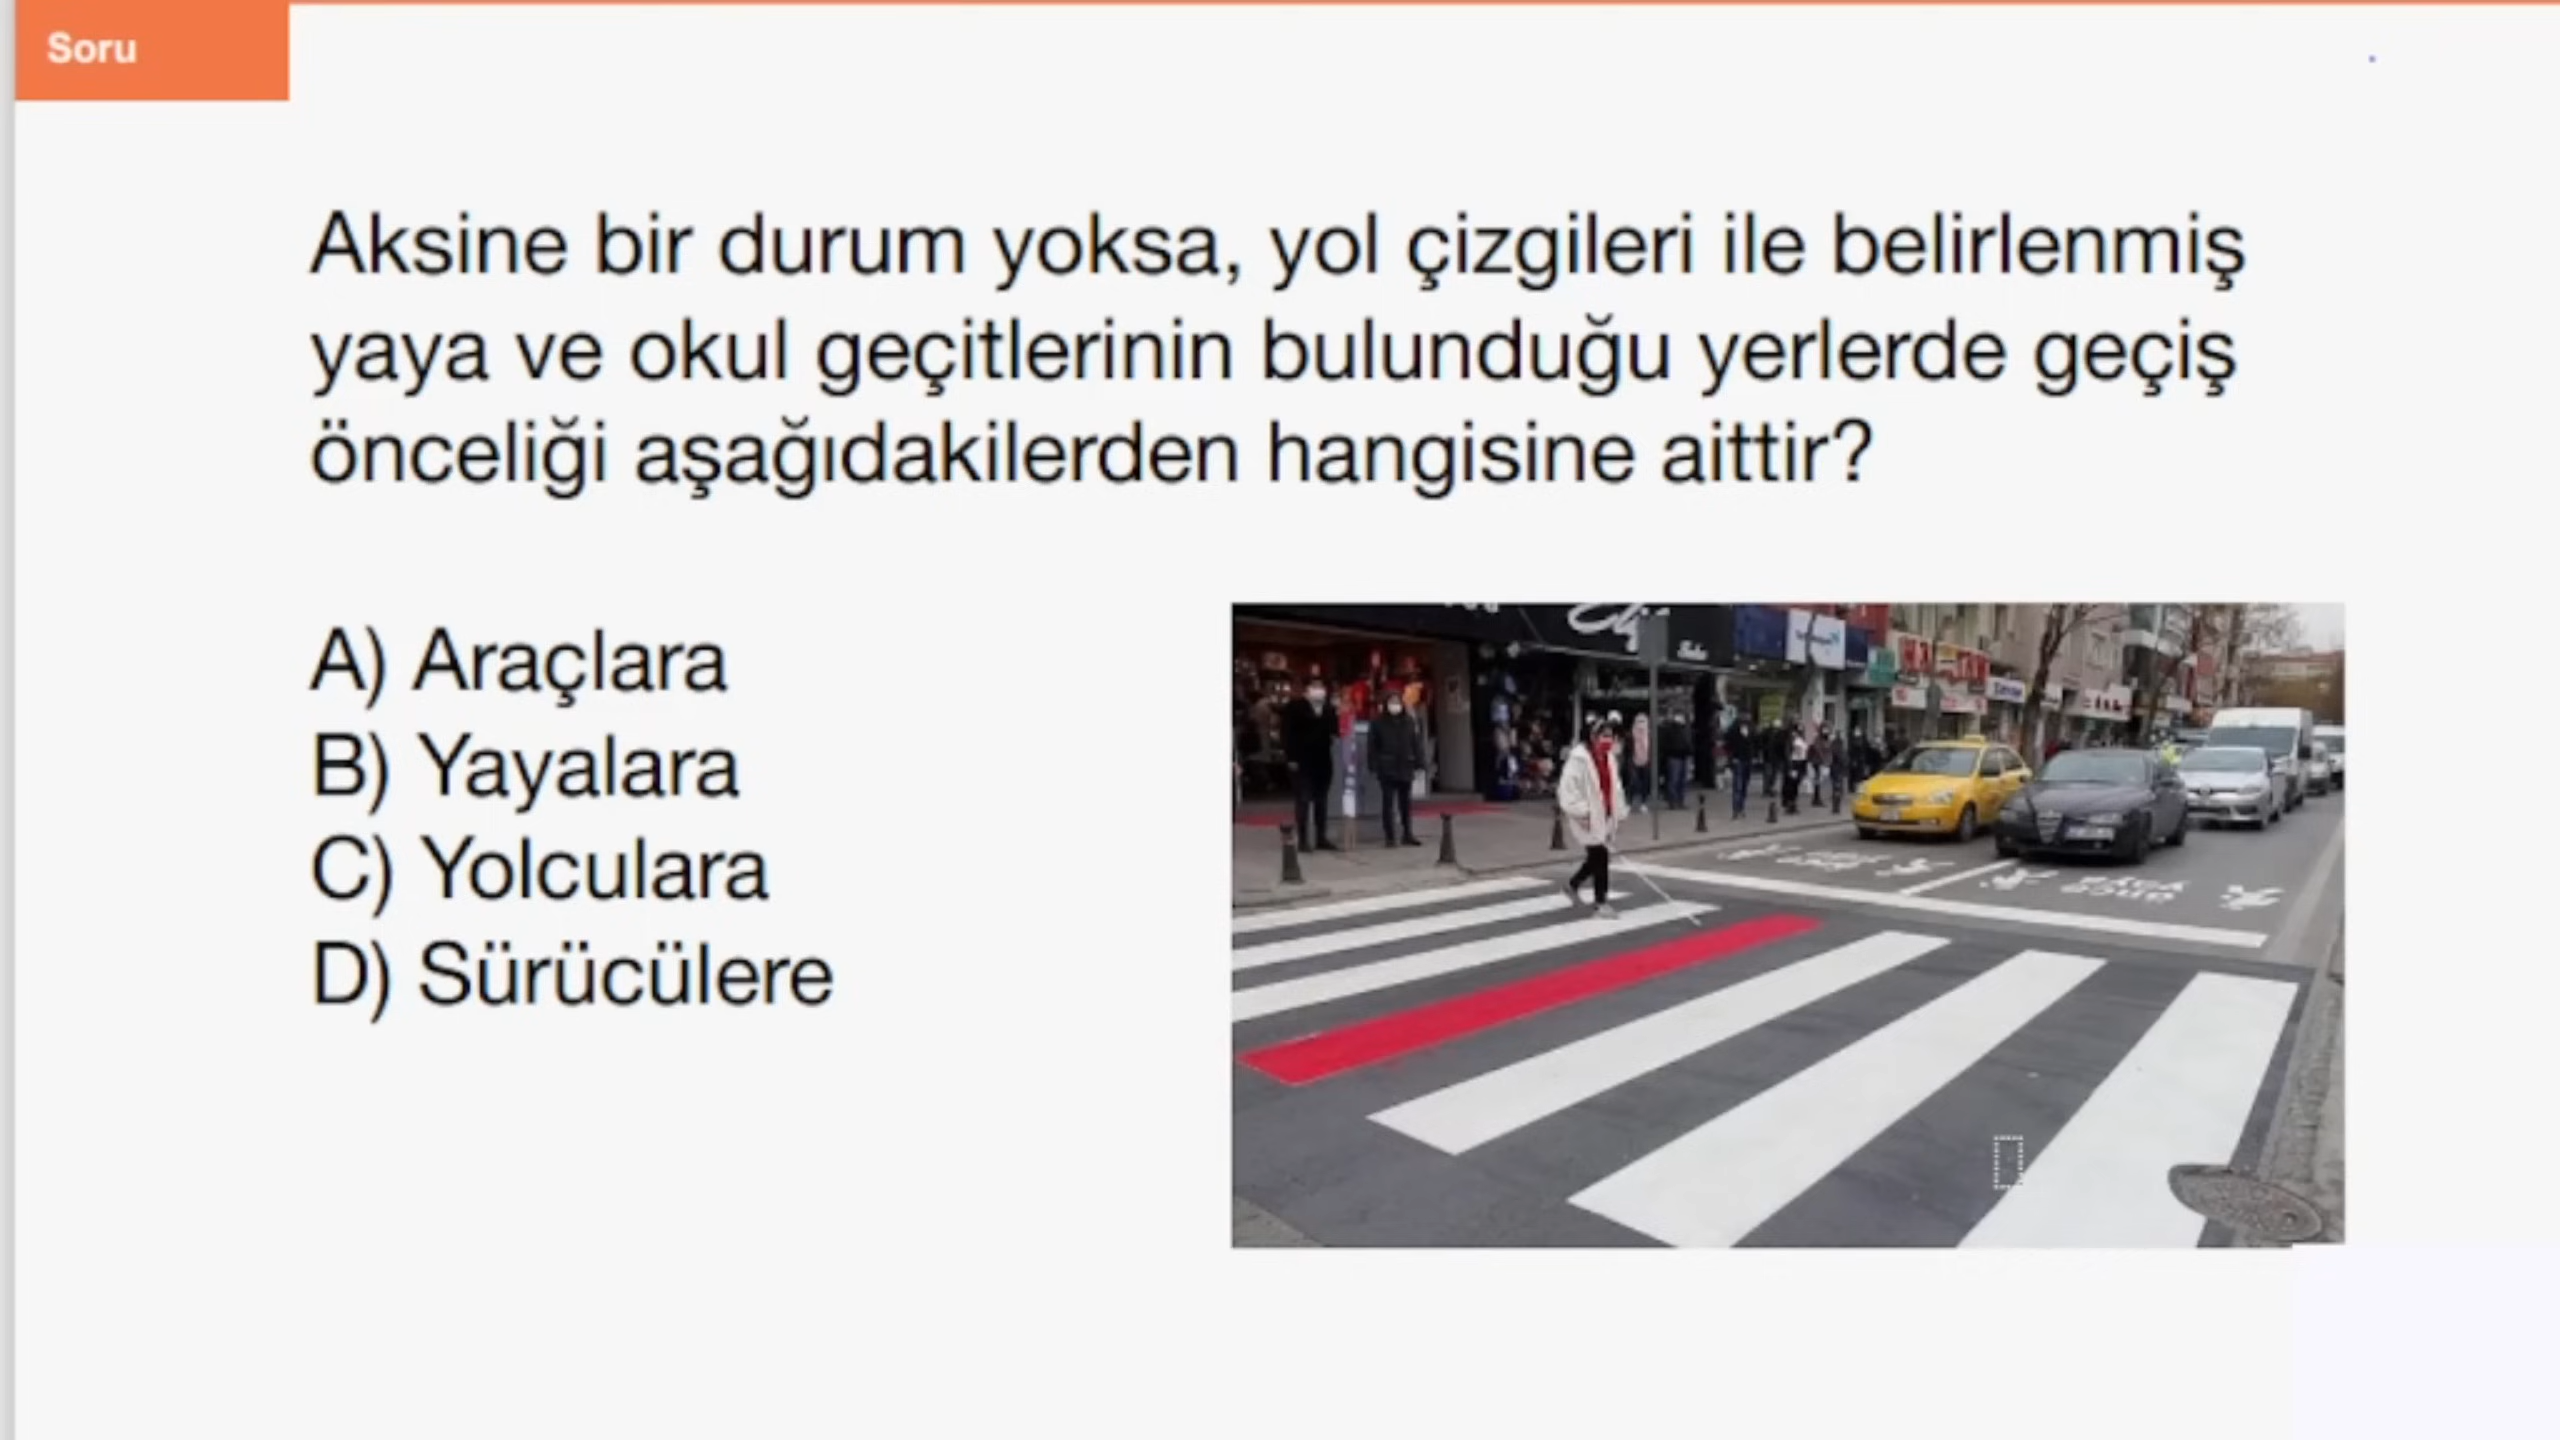 Soru
Aksine bir durum yoksa, yol çizgileri ile belirlenmiş
yaya ve okul geçitlerinin bulunduğu yerlerde geçiş
önceliği aşağıdakilerden hangisine aittir?
A) Araçlara
B) Yayalara
C) Yolculara
D) Sürücülere